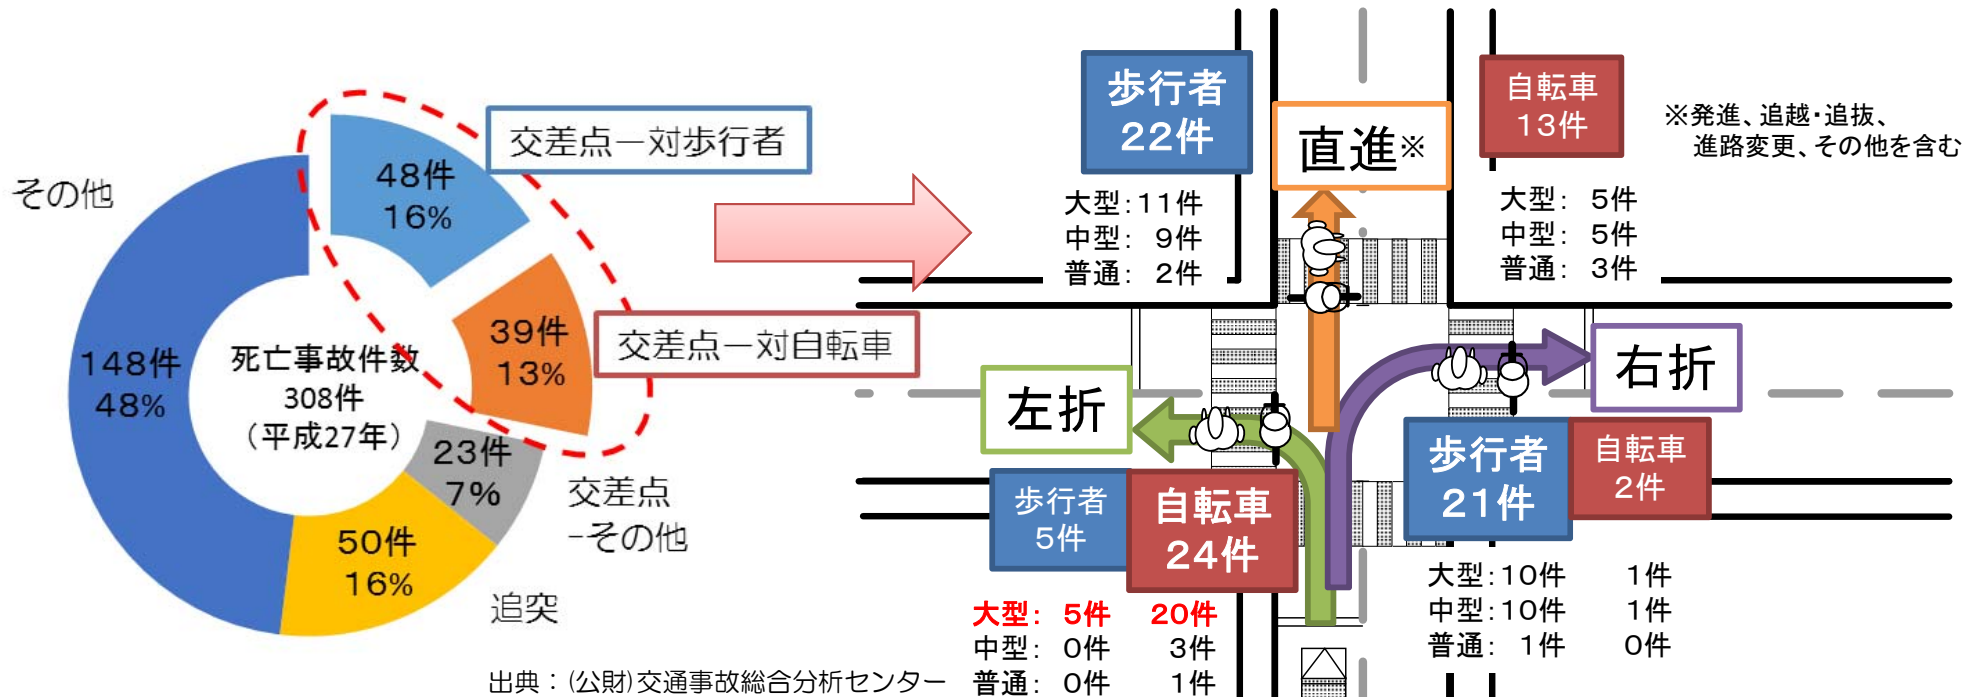 その他
48件
16%
交差点－対歩行者
39件
13%
交差点－対自転車
148件
48%
死亡事故件数
308件
（平成27年）
23件
7%
交差点
-その他
50件
16%
追突
出典：(公財)交通事故総合分析センター
歩行者
22件
大型：11件
中型： 9件
普通： 2件
直進※
自転車
13件
大型： 5件
中型： 5件
普通： 3件
※発進、追越・追抜、
進路変更、その他を含む
左折
歩行者
5件
自転車
24件
大型： 5件 20件
中型： 0件 3件
普通： 0件 1件
右折
歩行者
21件
自転車
2件
大型：10件 1件
中型：10件 1件
普通： 1件 0件